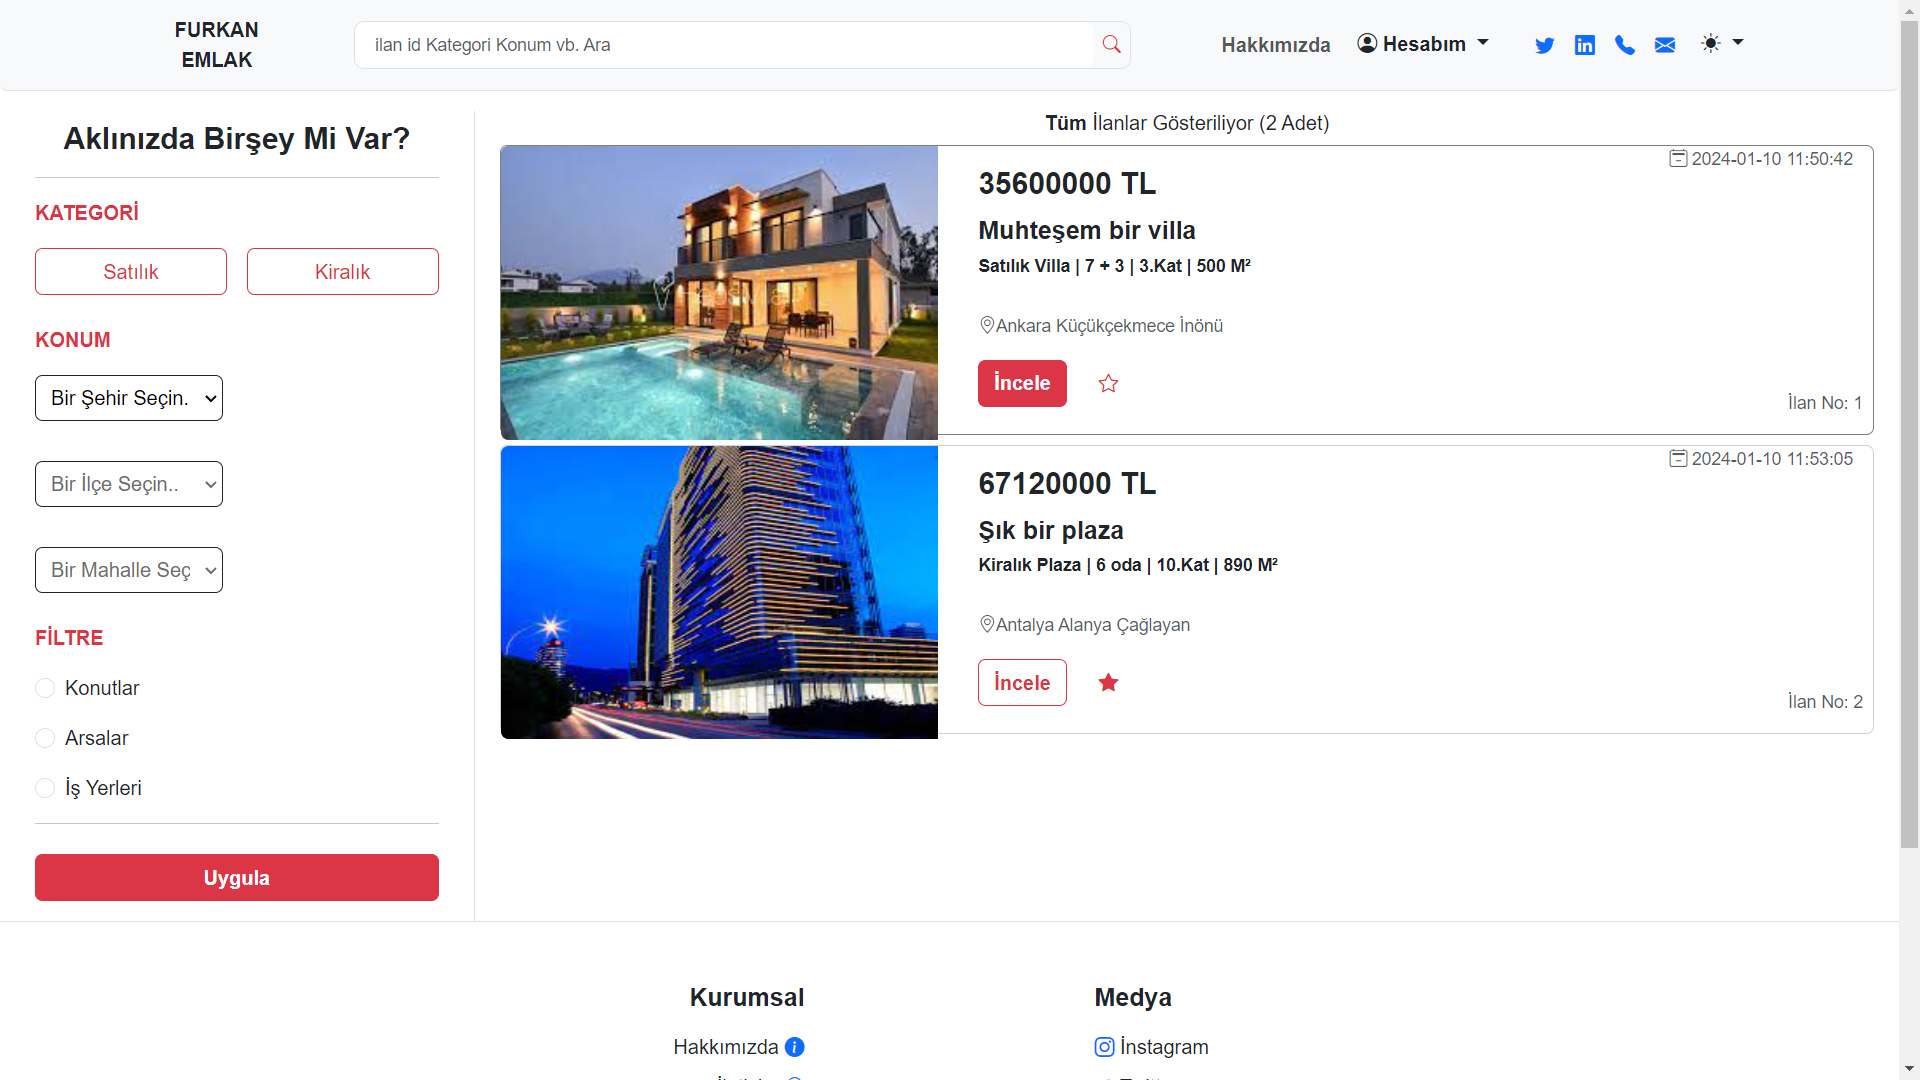 FURKAN
EMLAK
ilan id Kategori Konum vb. Ara
Hakkımızda
Hesabım
Aklınızda Birşey Mi Var?
KATEGORİ
Satılık
Kiralık
KONUM
Bir Şehir Seçin.
Bir İlçe Seçin..
Bir Mahalle Seç
FİLTRE
Konutlar
Arsalar
İş Yerleri
Uygula
Tüm İlanlar Gösteriliyor (2 Adet)
2024-01-10 11:50:42
35600000 TL
Muhteşem bir villa
Satılık Villa | 7 + 3 | 3.Kat | 500 M²
Ankara Küçükçekmece İnönü
İncele
İlan No: 1
2024-01-10 11:53:05
67120000 TL
Şık bir plaza
Kiralık Plaza | 6 oda | 10.Kat | 890 M²
Antalya Alanya Çağlayan
İncele
İlan No: 2
Kurumsal
Hakkımızda
Medya
İnstagram